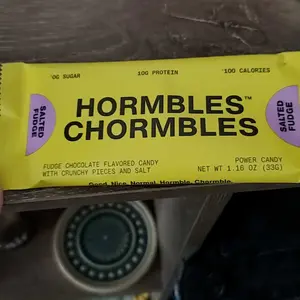 0G SUGAR 10G PROTEIN 100 CALORIES
SALTED
FUDGE
HORMBLES™
CHORMBLES
SALTED
FUDGE
FUDGE CHOCOLATE FLAVORED CANDY
WITH CRUNCHY PIECES AND SALT
POWER CANDY
NET WT 1.16 OZ (33G)
Good, Nice, Normal, Hormble, Chormble.